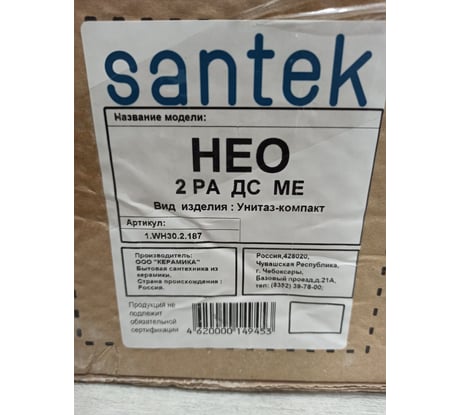 santek
Название модели:
НЕО
2 РА ДС МЕ
Вид изделия : Унитаз-компакт
Артикул:
1.WH30.2.187
Производитель:
ООО "КЕРАМИКА"
Бытовая сантехника из
керамики.
Страна происхождения :
Россия.
Россия,428020,
Чувашская Республика,
г. Чебоксары,
Базовый проезд,д.21А,
тел: (8352) 39-78-00;
Продукций не
подлежит
обязательной
сертификации
4 620000 149453